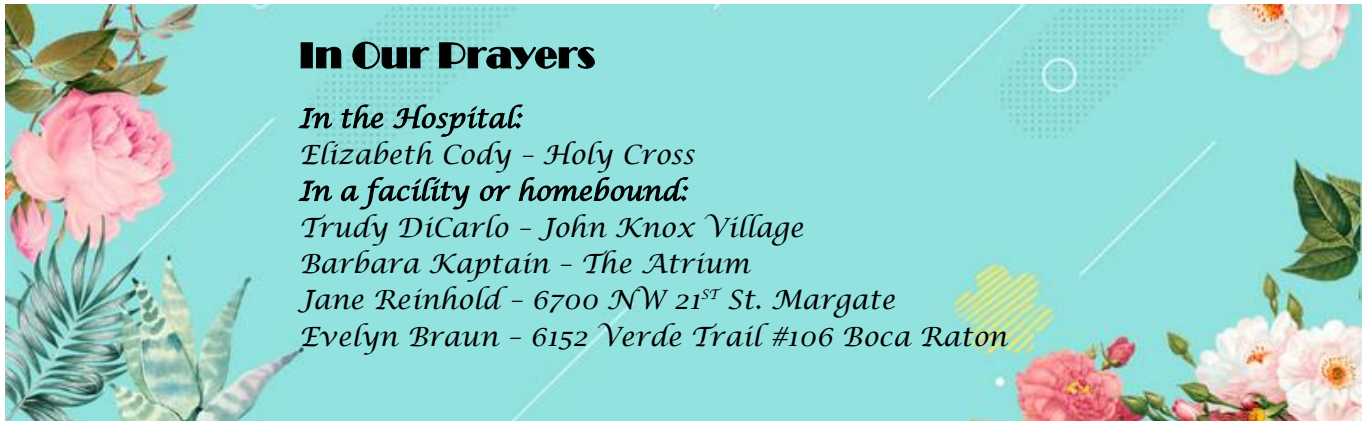 In Our Prayers
In the Hospital:
Elizabeth Cody – Holy Cross
In a facility or homebound:
Trudy DiCarlo – John Knox Village
Barbara Kaptain – The Atrium
Jane Reinhold – 6700 NW 21ST St. Margate
Evelyn Braun – 6152 Verde Trail #106 Boca Raton